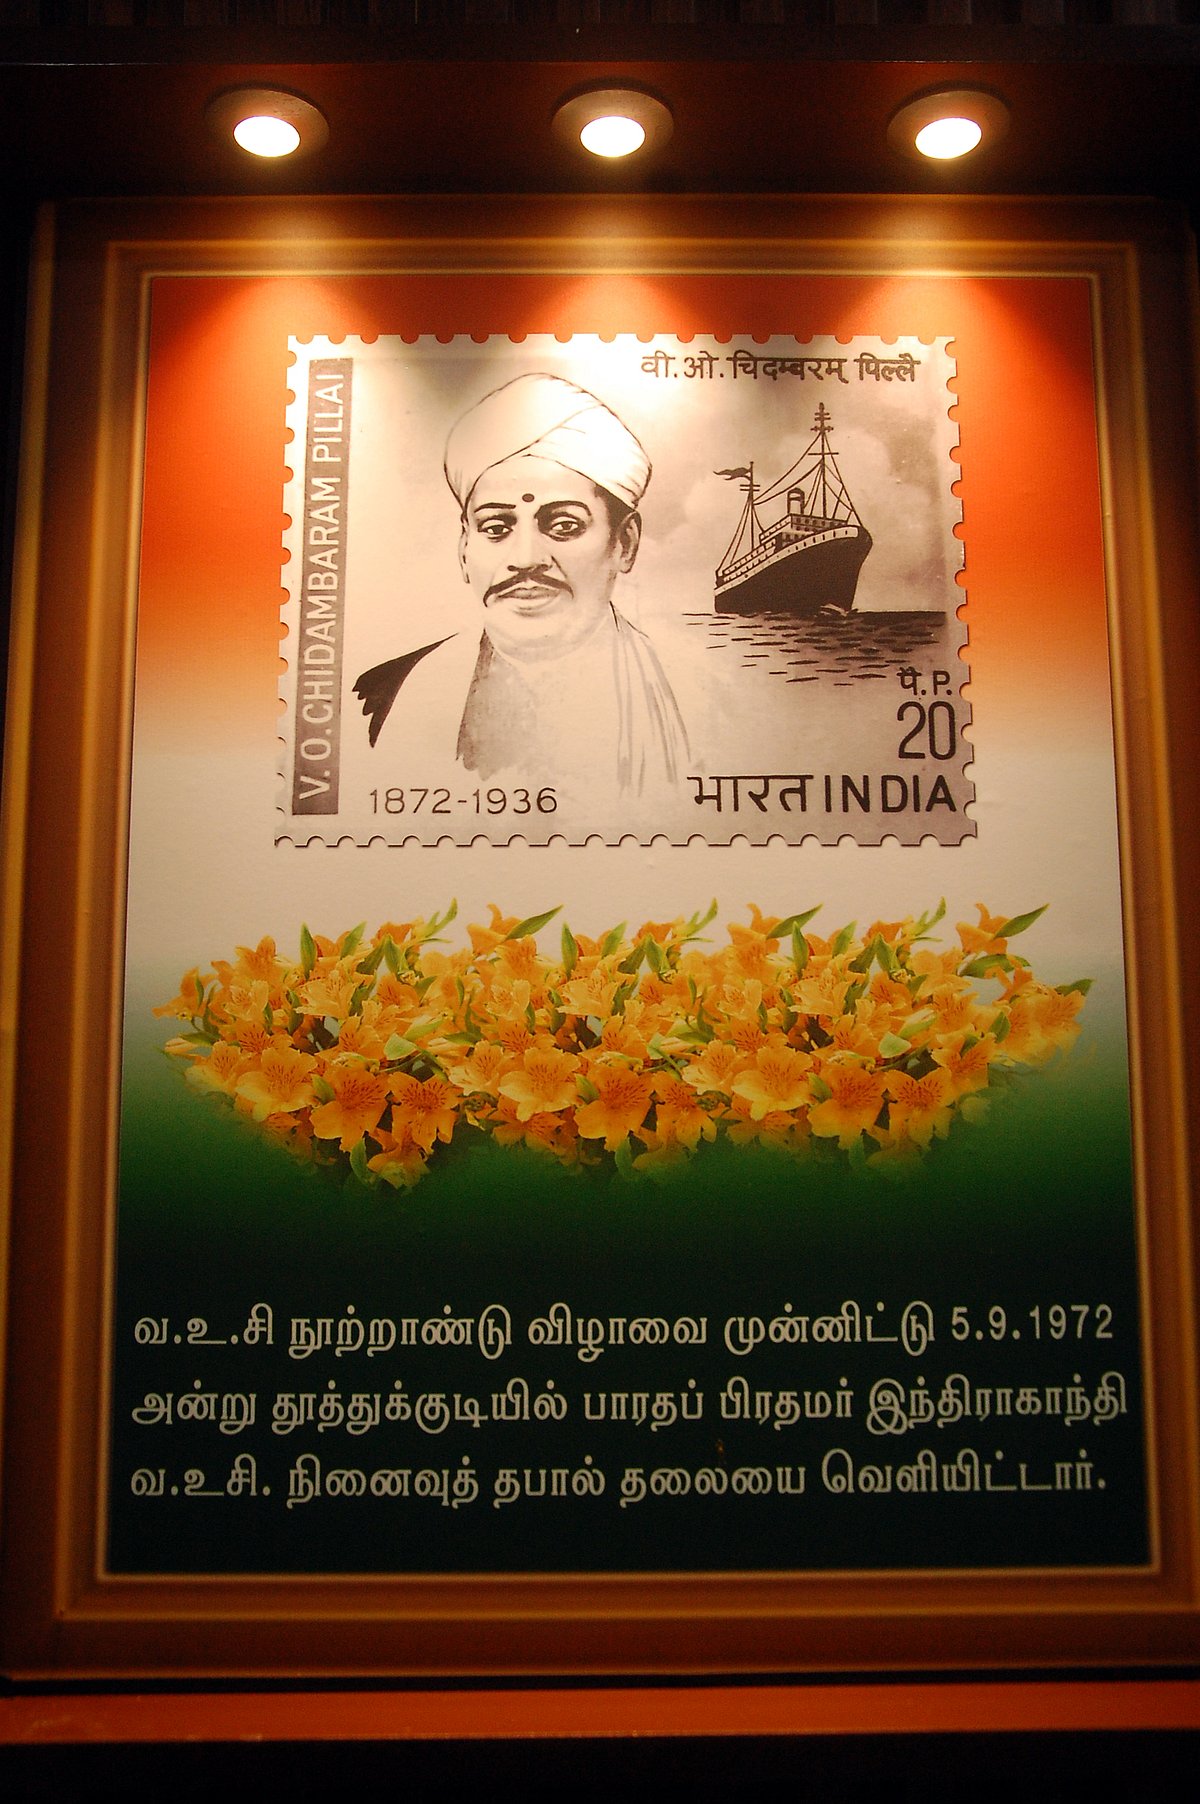 वी.ओ.चिदम्बरम् पिल्लै
V.O.CHIDAMBARAM PILLAI
पै.P.
20
1872-1936
भारत INDIA
வ.உ.சி நூற்றாண்டு விழாவை முன்னிட்டு 5.9.1972
அன்று தூத்துக்குடியில் பாரதப் பிரதமர் இந்திராகாந்தி
வ.உசி. நினைவுத் தபால் தலையை வெளியிட்டார்.